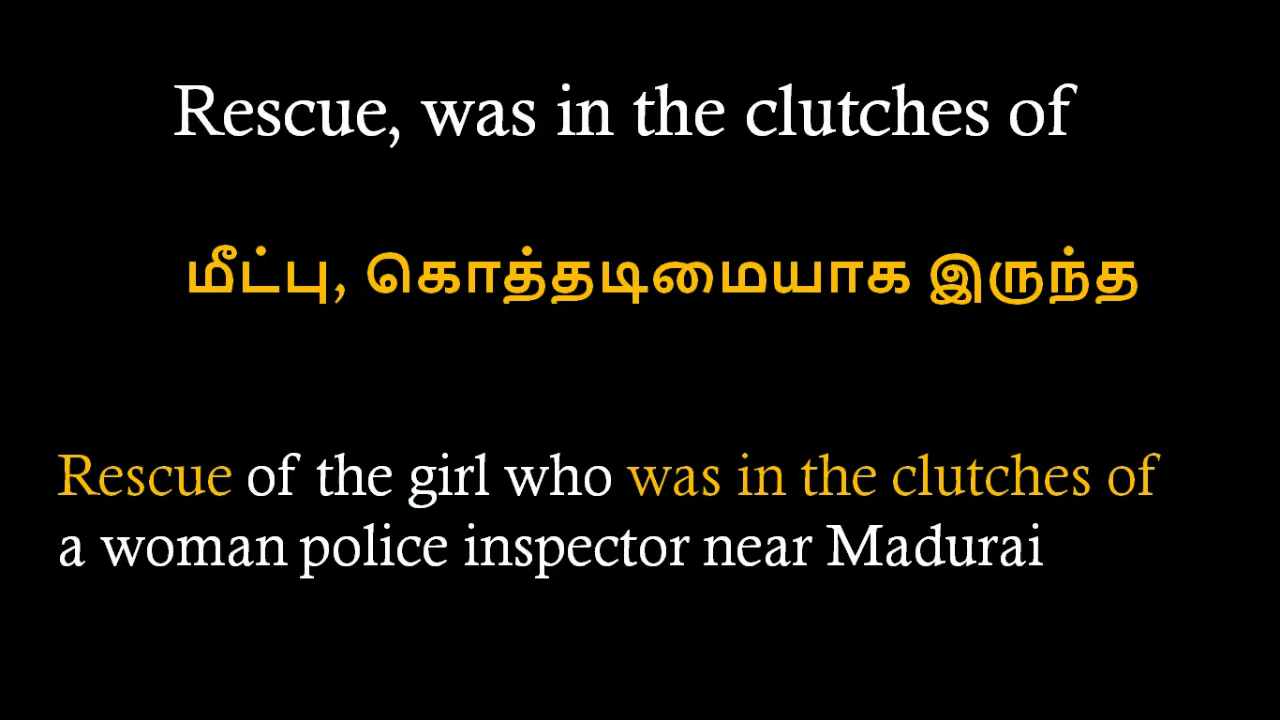 Rescue, was in the clutches of
மீட்பு, கொத்தடிமையாக இருந்த
Rescue of the girl who was in the clutches of
a woman police inspector near Madurai